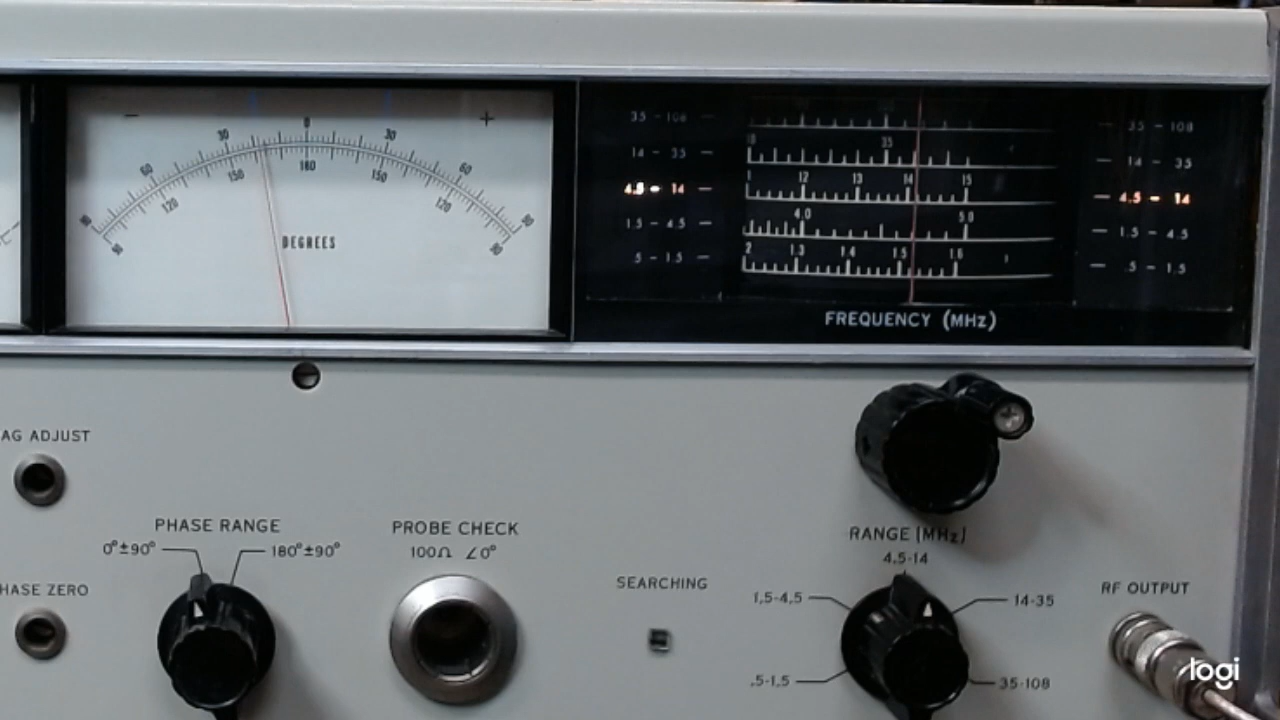 − +
30 0 30
60 60
90 90
150 180 150
120 120
90 90
DEGREES
35 - 108
14 - 35
4.5 - 14
1.5 - 4.5
.5 - 1.5
35
12 13 14 15
4.0 5.0
1.3 1.4 1.5 1.6
35 - 108
14 - 35
4.5 - 14
1.5 - 4.5
.5 - 1.5
FREQUENCY (MHz)
AG ADJUST
PHASE RANGE
0°±90° 180°±90°
HASE ZERO
PROBE CHECK
100Ω ∠0°
SEARCHING
RANGE [MHz]
4.5-14
1.5-4.5 14-35
.5-1.5 35-108
RF OUTPUT
logi